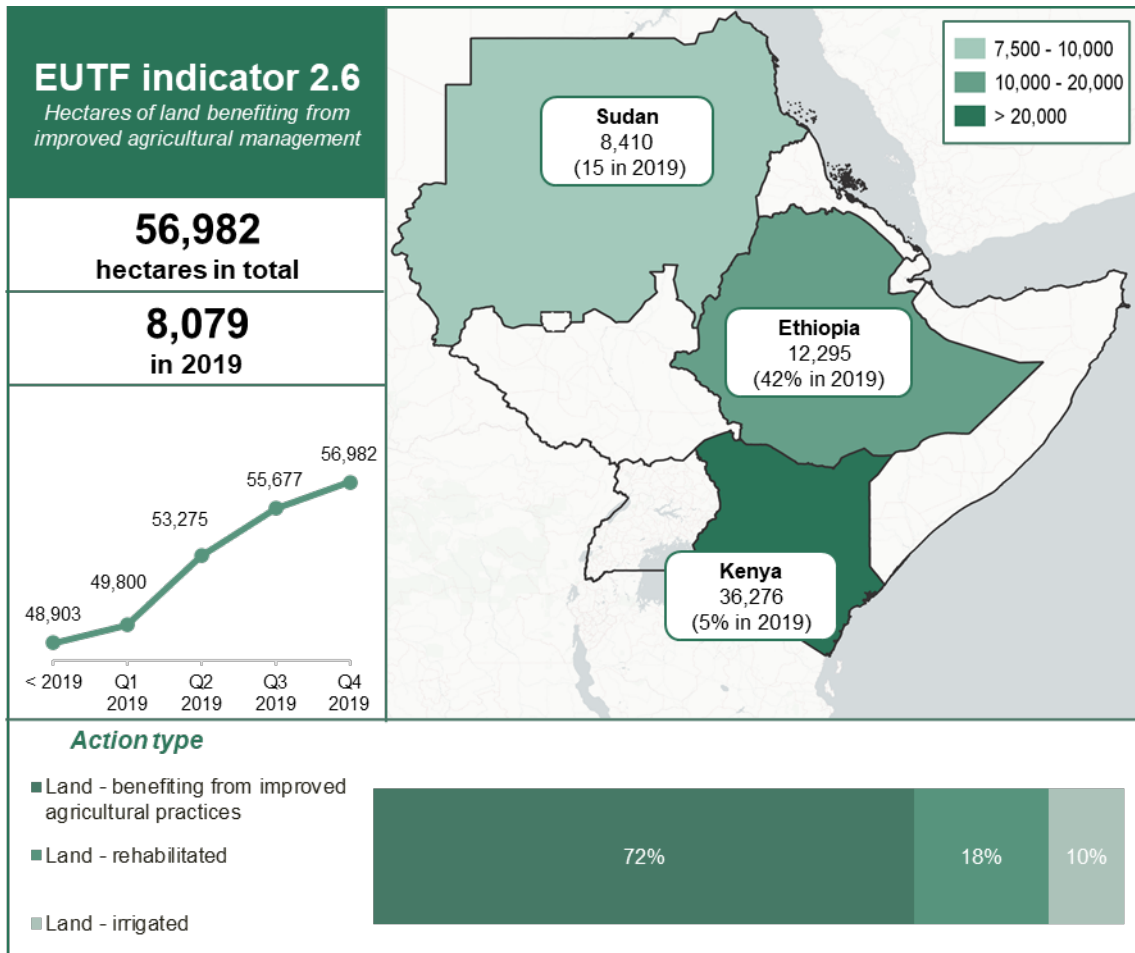 EUTF indicator 2.6
Hectares of land benefiting from
improved agricultural management
56,982
hectares in total
8,079
in 2019
48,903
49,800
53,275
55,677
56,982
< 2019
Q1
2019
Q2
2019
Q3
2019
Q4
2019
7,500 - 10,000
10,000 - 20,000
> 20,000
Sudan
8,410
(15 in 2019)
Ethiopia
12,295
(42% in 2019)
Kenya
36,276
(5% in 2019)
Action type
Land - benefiting from improved
agricultural practices
Land - rehabilitated
Land - irrigated
72%
18%
10%